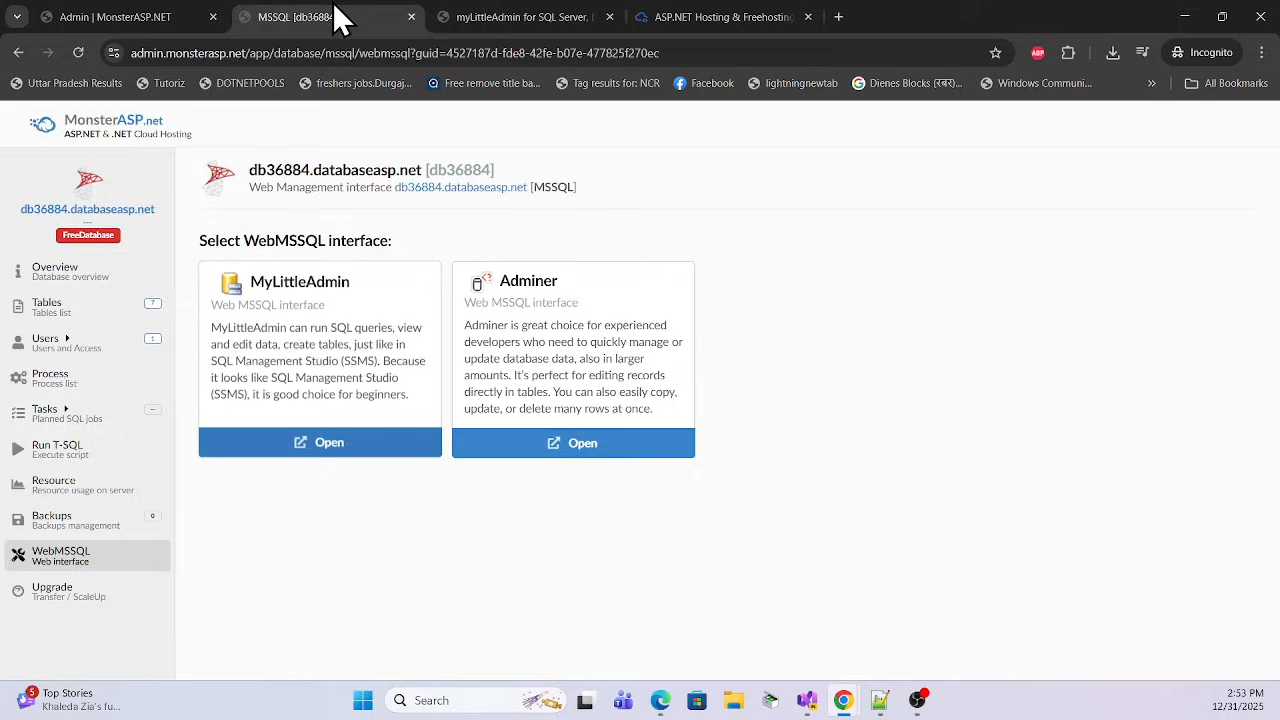 Admin | MonsterASP.NET
MSSQL [db36884
myLittleAdmin for SQL Server,
ASP.NET Hosting & Freehosting
admin.monsterasp.net/app/database/mssql/webmssql?guid=4527187d-fde8-42fe-b07e-477825f270ec
ABP
Incognito
Uttar Pradesh Results
Tutoriz
DOTNETPOOLS
freshers jobs.Durgaj...
Free remove title ba...
Tag results for NCR
Facebook
lightningnewtab
Dienes Blocks (दहाई)...
Windows Communi...
All Bookmarks
MonsterASP.net
ASP.NET & .NET Cloud Hosting
db36884.databaseasp.net
---
FreeDatabase
Overview
Database overview
Tables 7
Tables list
Users 1
Users and Access
Process
Process list
Tasks --
Planned SQL jobs
Run T-SQL
Execute script
Resource
Resource usage on server
Backups 0
Backups management
WebMSSQL
Web interface
Upgrade
Transfer / ScaleUp
db36884.databaseasp.net [db36884]
Web Management interface db36884.databaseasp.net [MSSQL]
Select WebMSSQL interface:
MyLittleAdmin
Web MSSQL interface
MyLittleAdmin can run SQL queries, view
and edit data, create tables, just like in
SQL Management Studio (SSMS). Because
it looks like SQL Management Studio
(SSMS), it is good choice for beginners.
Open
Adminer
Web MSSQL interface
Adminer is great choice for experienced
developers who need to quickly manage or
update database data, also in larger
amounts. It's perfect for editing records
directly in tables. You can also easily copy,
update, or delete many rows at once.
Open
5
Top Stories
Khaleda Zia's fu...
Search
2:53 PM
12/31/2025